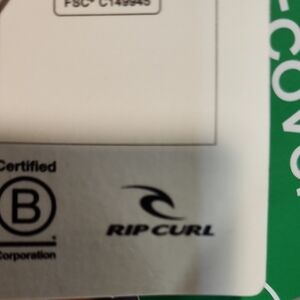 FSC® C149945
Certified
B
Corporation
RIP CURL